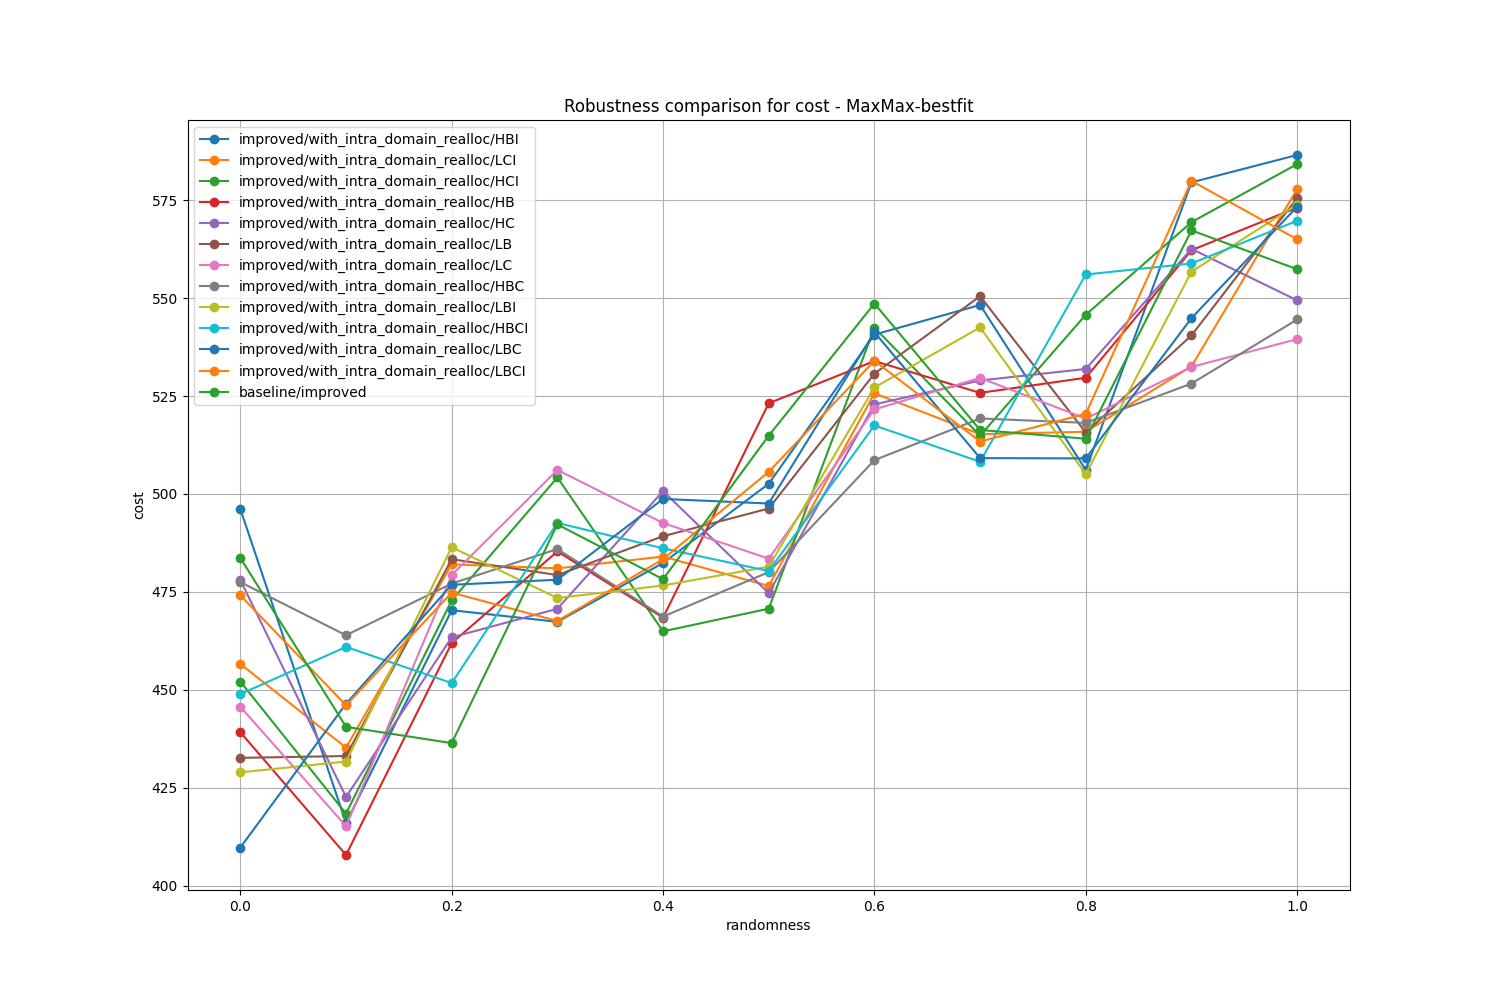 Robustness comparison for cost - MaxMax-bestfit
improved/with_intra_domain_realloc/HBI
improved/with_intra_domain_realloc/LCI
improved/with_intra_domain_realloc/HCI
improved/with_intra_domain_realloc/HB
improved/with_intra_domain_realloc/HC
improved/with_intra_domain_realloc/LB
improved/with_intra_domain_realloc/LC
improved/with_intra_domain_realloc/HBC
improved/with_intra_domain_realloc/LBI
improved/with_intra_domain_realloc/HBCI
improved/with_intra_domain_realloc/LBC
improved/with_intra_domain_realloc/LBCI
baseline/improved
575
550
525
500
475
450
425
400
cost
0.0 0.2 0.4 0.6 0.8 1.0
randomness